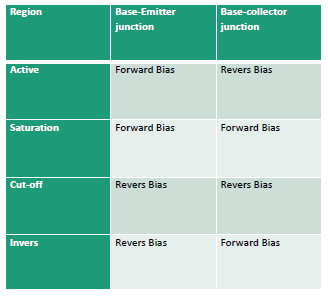 Region Base-Emitter Base-collector
junction junction
Active Forward Bias Revers Bias
Saturation Forward Bias Forward Bias
Cut-off Revers Bias Revers Bias
Invers Revers Bias Forward Bias